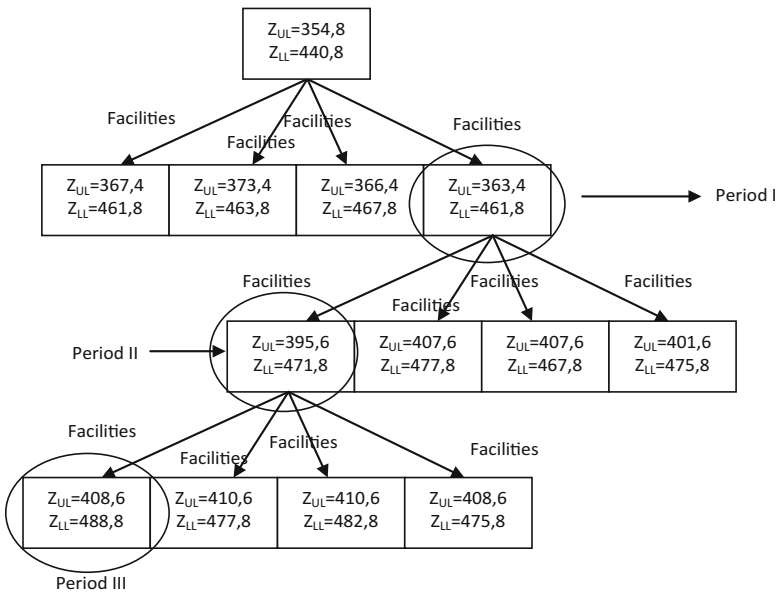 Z_UL=354,8
Z_LL=440,8
Facilities
Facilities
Facilities
Facilities
Z_UL=367,4
Z_LL=461,8
Z_UL=373,4
Z_LL=463,8
Z_UL=366,4
Z_LL=467,8
Z_UL=363,4
Z_LL=461,8
Period I
Facilities
Facilities
Facilities
Facilities
Period II
Z_UL=395,6
Z_LL=471,8
Z_UL=407,6
Z_LL=477,8
Z_UL=407,6
Z_LL=467,8
Z_UL=401,6
Z_LL=475,8
Facilities
Facilities
Facilities
Facilities
Z_UL=408,6
Z_LL=488,8
Z_UL=410,6
Z_LL=477,8
Z_UL=410,6
Z_LL=482,8
Z_UL=408,6
Z_LL=475,8
Period III